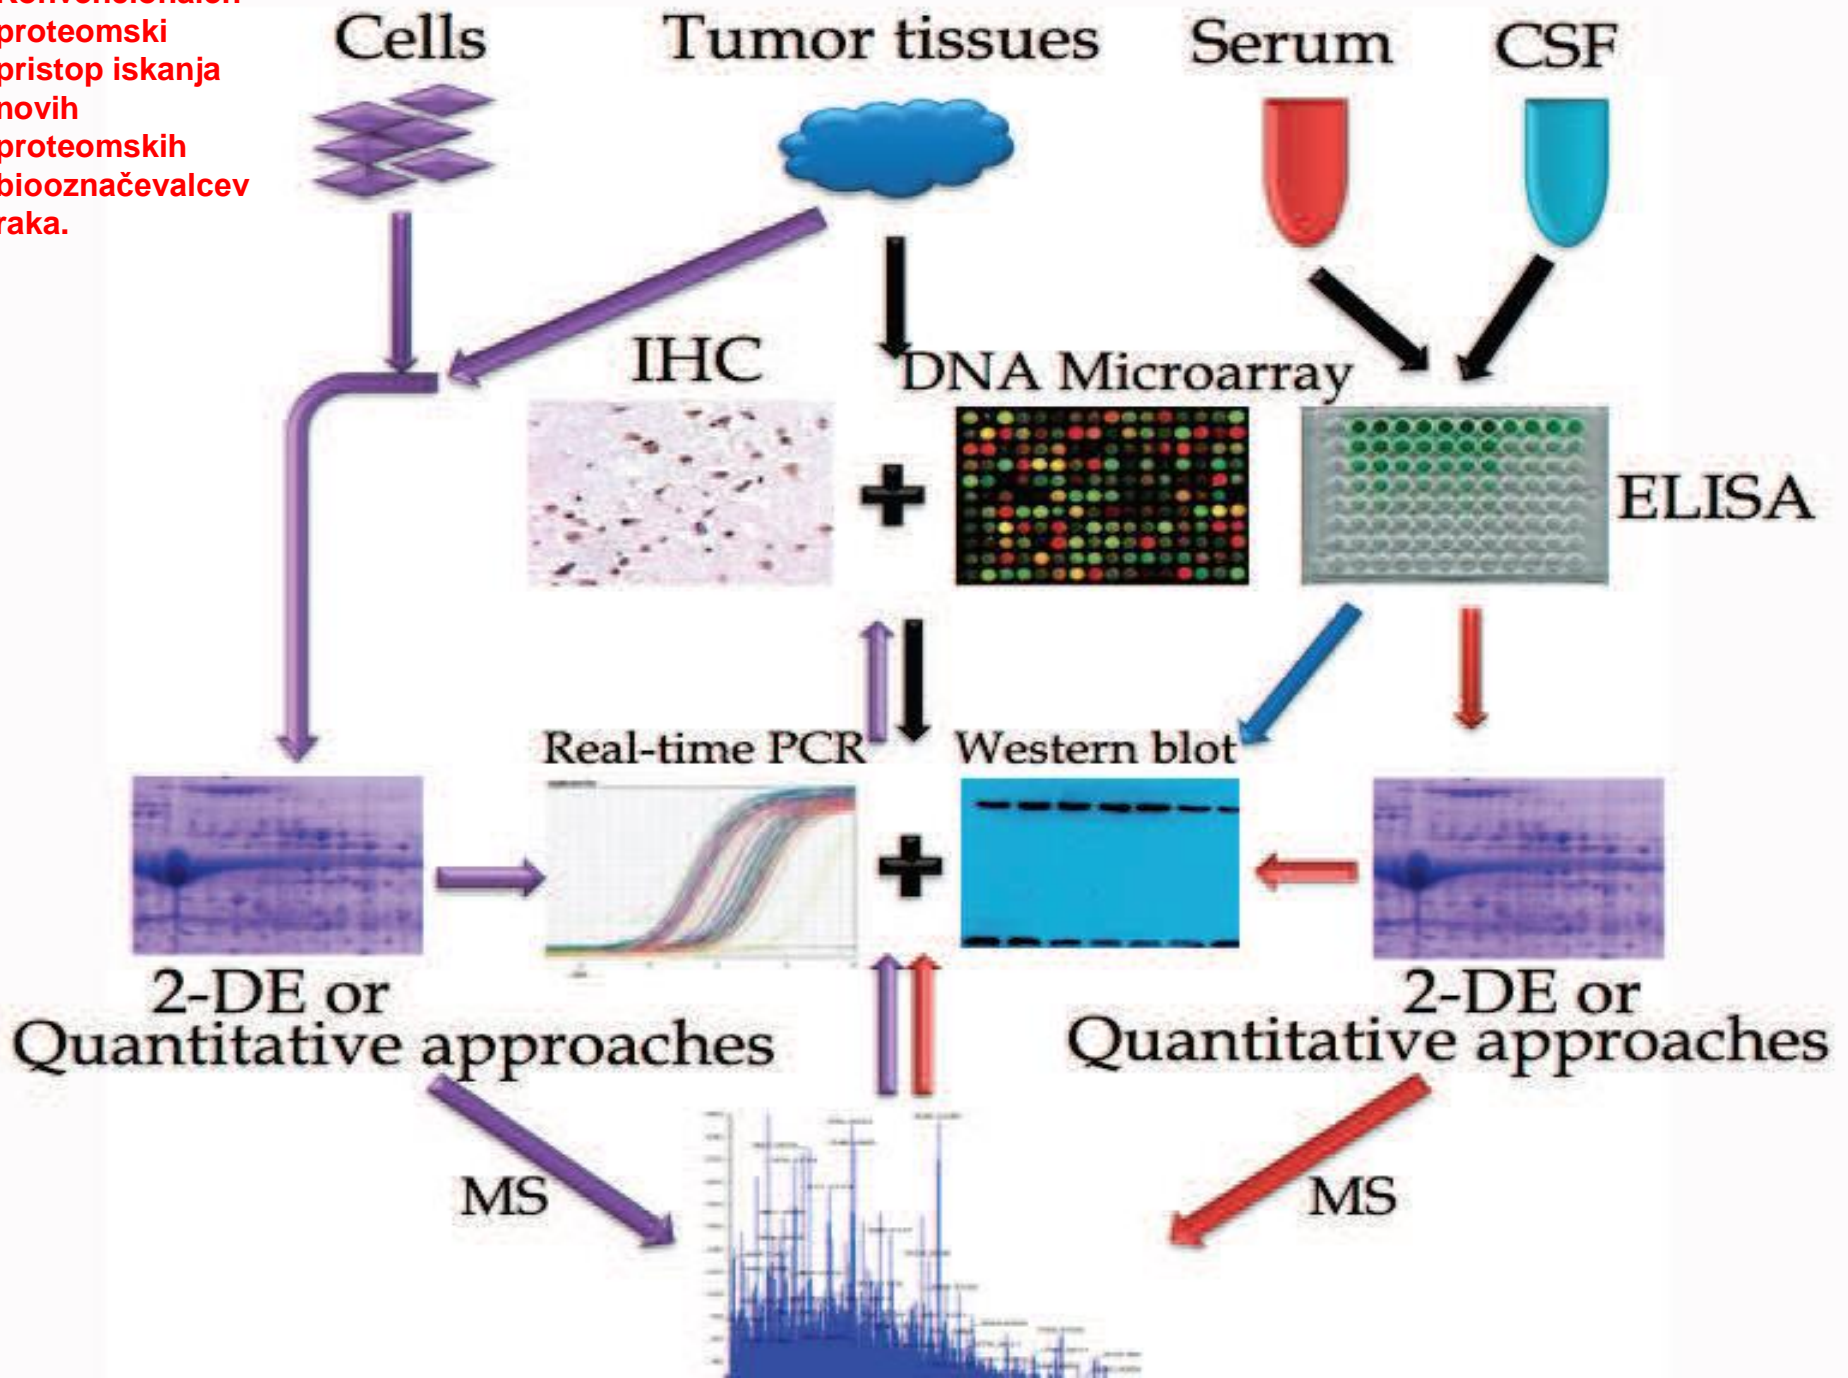 proteomski
pristop iskanja
novih
proteomskih
biooznačevalcev
raka.
Cells
Tumor tissues
Serum
CSF
IHC
DNA Microarray
ELISA
Real-time PCR
Western blot
2-DE or
Quantitative approaches
2-DE or
Quantitative approaches
MS
MS